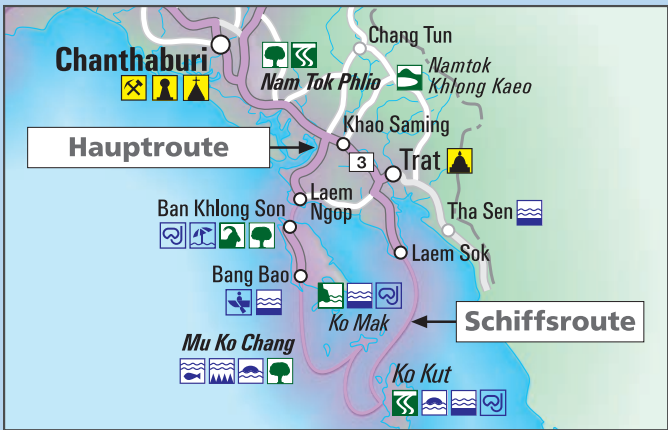 Chang Tun
Chanthaburi
Nam Tok Phlio
Namtok
Khlong Kaeo
Khao Saming
Hauptroute
3
Trat
Laem
Ngop
Ban Khlong Son
Tha Sen
Laem Sok
Bang Bao
Ko Mak
Schiffsroute
Mu Ko Chang
Ko Kut